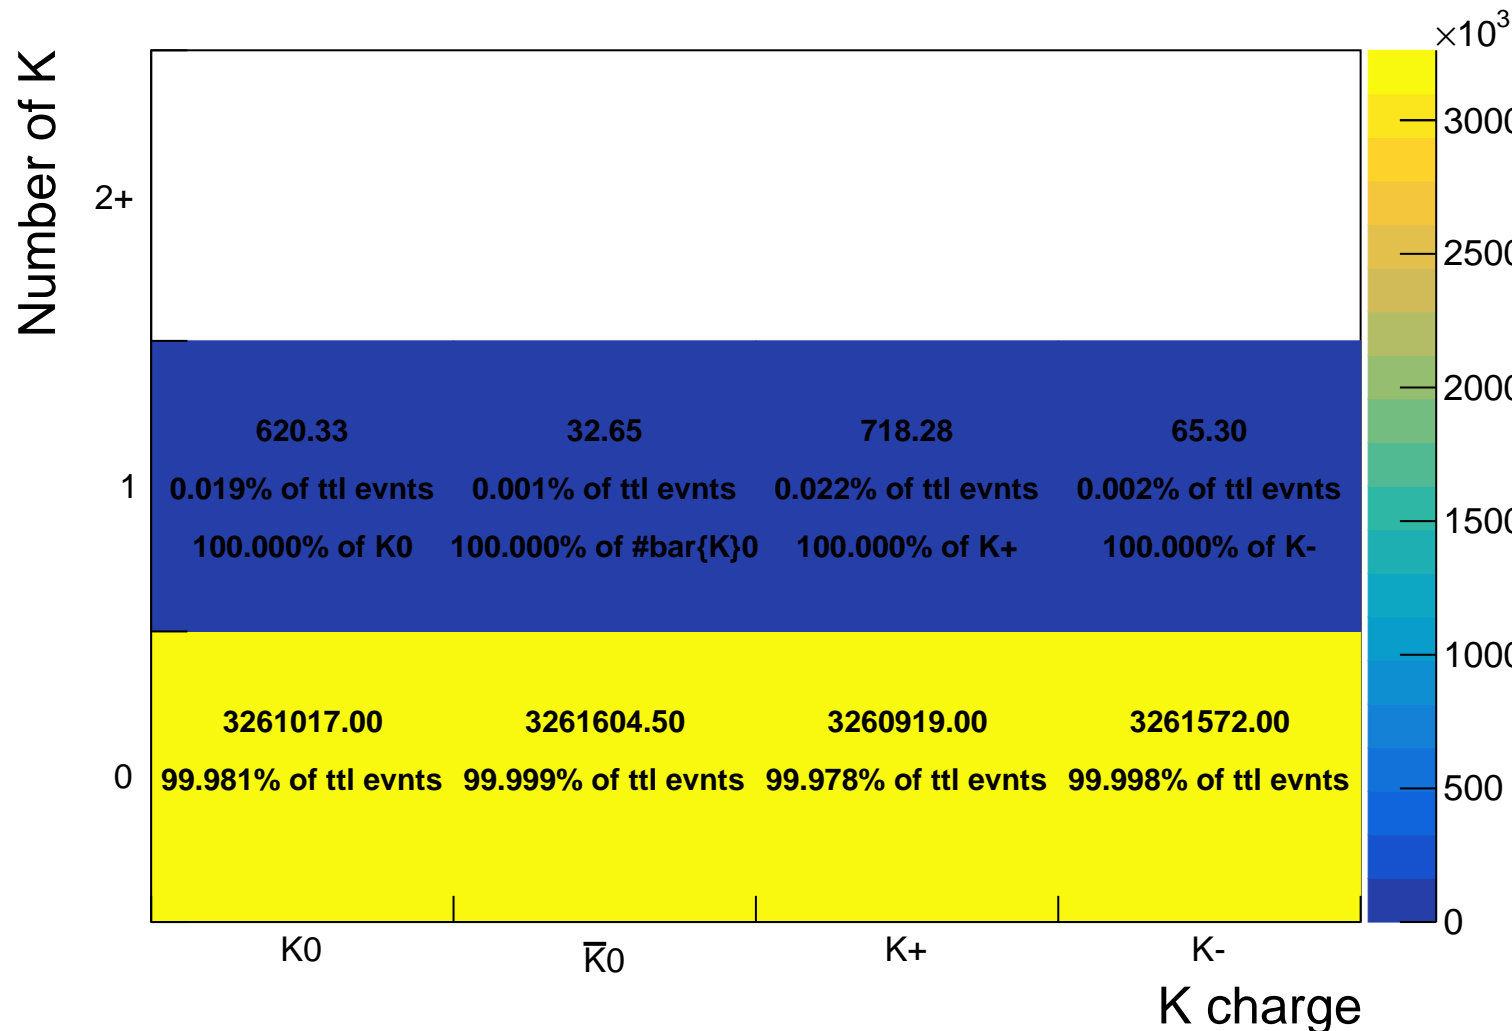 ×10³
Number of K
2+
1
0
620.33
0.019% of ttl evnts
100.000% of K0
32.65
0.001% of ttl evnts
100.000% of #bar{K}0
718.28
0.022% of ttl evnts
100.000% of K+
65.30
0.002% of ttl evnts
100.000% of K-
3261017.00
99.981% of ttl evnts
3261604.50
99.999% of ttl evnts
3260919.00
99.978% of ttl evnts
3261572.00
99.998% of ttl evnts
K0
K̅0
K+
K-
K charge
3000
2500
2000
1500
1000
500
0